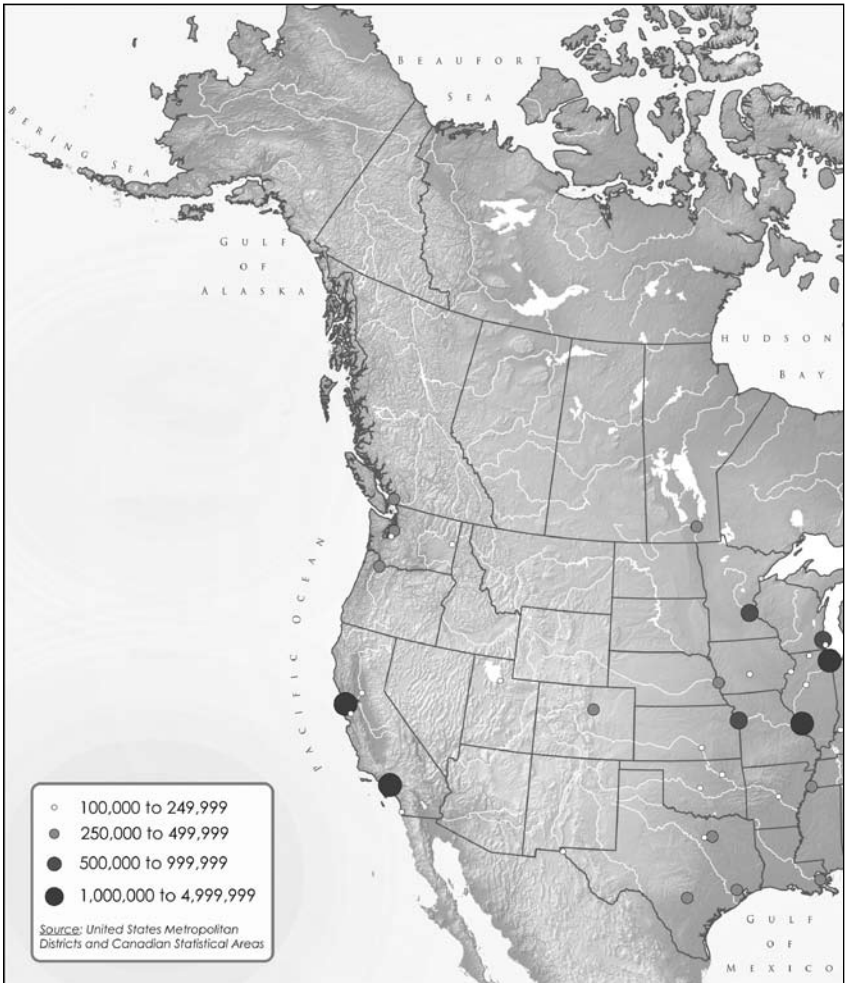 BEAUFORT
SEA
BERING SEA
GULF
OF
ALASKA
HUDSON
BAY
PACIFIC OCEAN
100,000 to 249,999
250,000 to 499,999
500,000 to 999,999
1,000,000 to 4,999,999
Source: United States Metropolitan
Districts and Canadian Statistical Areas
GULF
OF
MEXICO